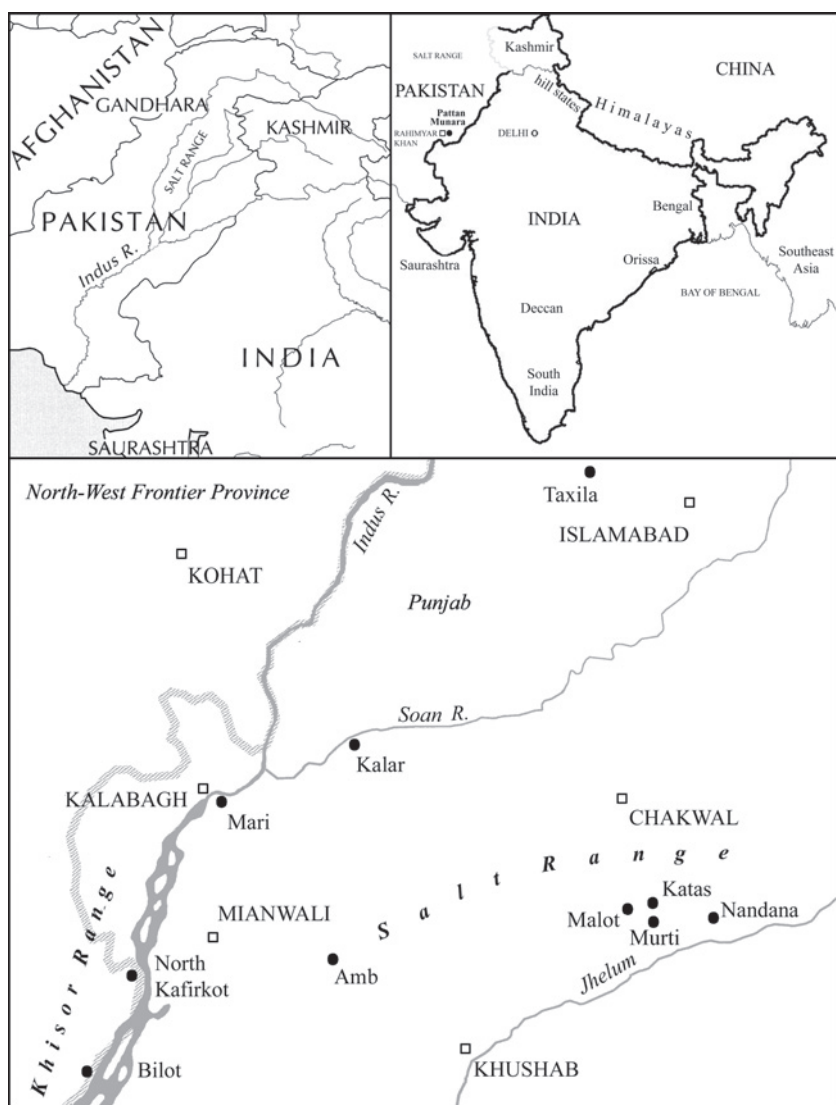 AFGHANISTAN
GANDHARA
KASHMIR
SALT RANGE
PAKISTAN
Indus R.
INDIA
SAURASHTRA
SALT RANGE
Kashmir
CHINA
PAKISTAN
hill states
Himalayas
Pattan
Munara
RAHIMYAR
KHAN
DELHI
INDIA
Bengal
Saurashtra
Orissa
Southeast
Asia
BAY OF BENGAL
Deccan
South
India
North-West Frontier Province
Indus R.
Taxila
ISLAMABAD
KOHAT
Punjab
Soan R.
Kalar
KALABAGH
Mari
CHAKWAL
Salt Range
Katas
Malot
Nandana
Murti
MIANWALI
Khisor Range
Amb
North
Kafirkot
Jhelum
KHUSHAB
Bilot